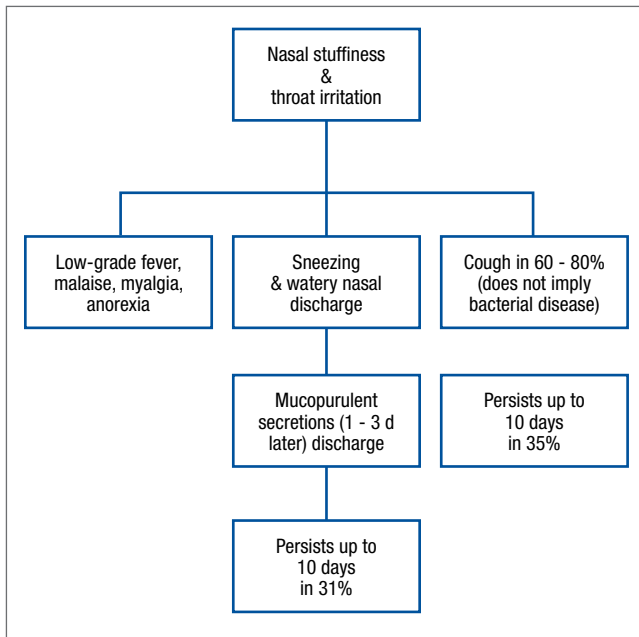 Nasal stuffiness
&
throat irritation
Low-grade fever,
malaise, myalgia,
anorexia
Sneezing
& watery nasal
discharge
Cough in 60 - 80%
(does not imply
bacterial disease)
Mucopurulent
secretions (1 - 3 d
later) discharge
Persists up to
10 days
in 35%
Persists up to
10 days
in 31%